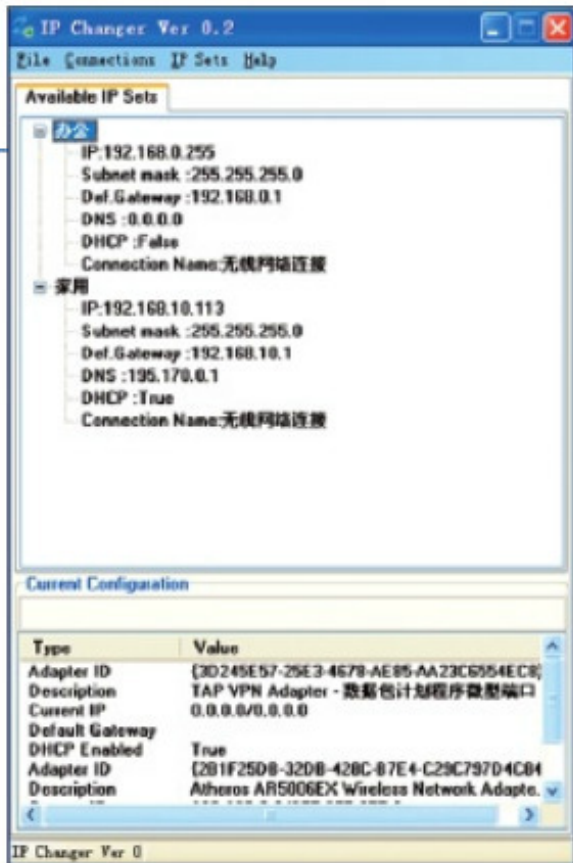 IP Changer Ver 0.2
File Connections IP Sets Help
Available IP Sets
办公
IP:192.168.0.255
Subnet mask :255.255.255.0
Def.Gateway :192.168.0.1
DNS :0.0.0.0
DHCP :False
Connection Name:无线网络连接
家用
IP:192.168.10.113
Subnet mask :255.255.255.0
Def.Gateway :192.168.10.1
DNS :195.170.0.1
DHCP :True
Connection Name:无线网络连接
Current Configuration
Type Value
Adapter ID {3D245E57-25E3-4678-AE85-AA23C6554EC8}
Description TAP VPN Adapter - 数据包计划程序微型端口
Current IP 0.0.0.0/0.0.0.0
Default Gateway
DHCP Enabled True
Adapter ID {2B1F25DB-32DB-428C-B7E4-C29C797D4C84
Description Atheros AR5006EX Wireless Network Adapte.
IP Changer Ver 0